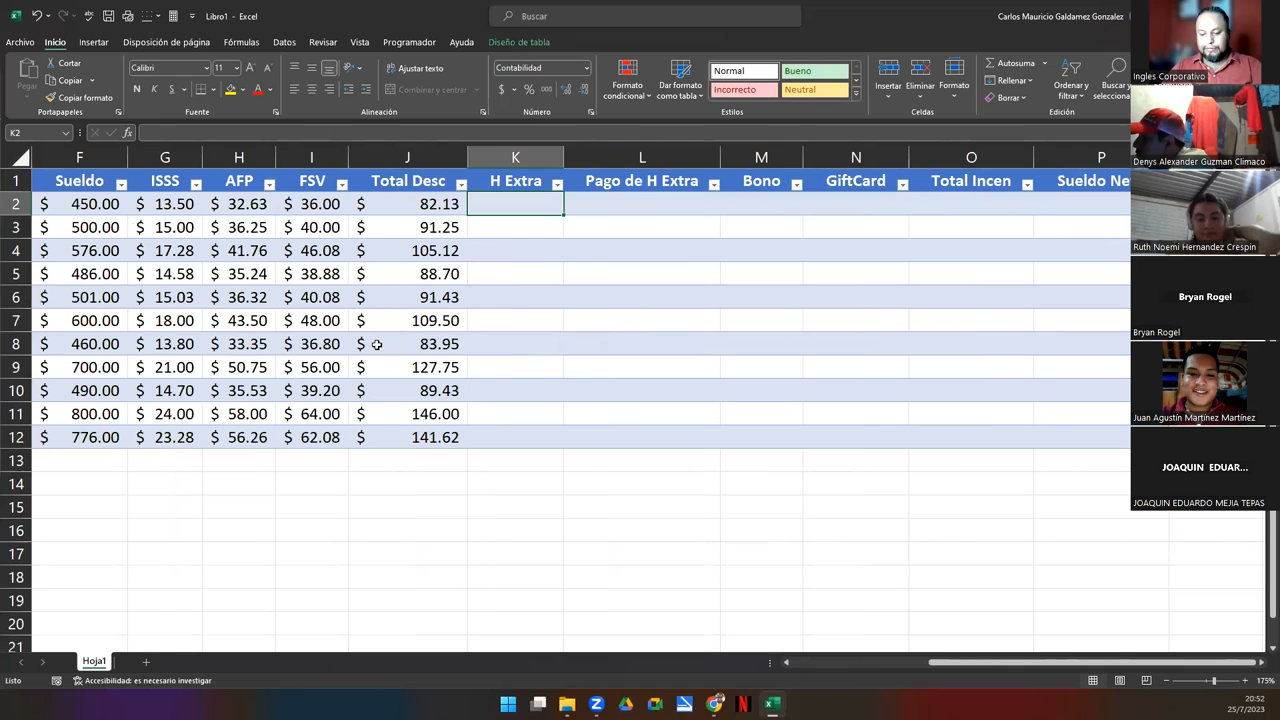 Libro1 - Excel
Buscar
Carlos Mauricio Galdamez Gonzalez
Archivo Inicio Insertar Disposición de página Fórmulas Datos Revisar Vista Programador Ayuda Diseño de tabla
Pegar
Cortar
Copiar
Copiar formato
Portapapeles
Calibri 11
N K S
Fuente
Ajustar texto
Combinar y centrar
Alineación
Contabilidad
$ % 000
Número
Formato condicional
Dar formato como tabla
Normal Bueno
Incorrecto Neutral
Estilos
Insertar Eliminar Formato
Celdas
Autosuma
Rellenar
Borrar
Ordenar y filtrar
Buscar y selecciona
Edición
K2 fx
F G H I J K L M N O P
1 Sueldo ISSS AFP FSV Total Desc H Extra Pago de H Extra Bono GiftCard Total Incen Sueldo Ne
2 $ 450.00 $ 13.50 $ 32.63 $ 36.00 $ 82.13
3 $ 500.00 $ 15.00 $ 36.25 $ 40.00 $ 91.25
4 $ 576.00 $ 17.28 $ 41.76 $ 46.08 $ 105.12
5 $ 486.00 $ 14.58 $ 35.24 $ 38.88 $ 88.70
6 $ 501.00 $ 15.03 $ 36.32 $ 40.08 $ 91.43
7 $ 600.00 $ 18.00 $ 43.50 $ 48.00 $ 109.50
8 $ 460.00 $ 13.80 $ 33.35 $ 36.80 $ 83.95
9 $ 700.00 $ 21.00 $ 50.75 $ 56.00 $ 127.75
10 $ 490.00 $ 14.70 $ 35.53 $ 39.20 $ 89.43
11 $ 800.00 $ 24.00 $ 58.00 $ 64.00 $ 146.00
12 $ 776.00 $ 23.28 $ 56.26 $ 62.08 $ 141.62
13
14
15
16
17
18
19
20
21
Hoja1
Listo
Accesibilidad: es necesario investigar
175%
20:52
25/7/2023
Ingles Corporativo
Denys Alexander Guzman Climaco
Ruth Noemi Hernandez Crespin
Bryan Rogel
Bryan Rogel
Juan Agustín Martínez Martínez
JOAQUIN EDUAR...
JOAQUIN EDUARDO MEJIA TEPAS